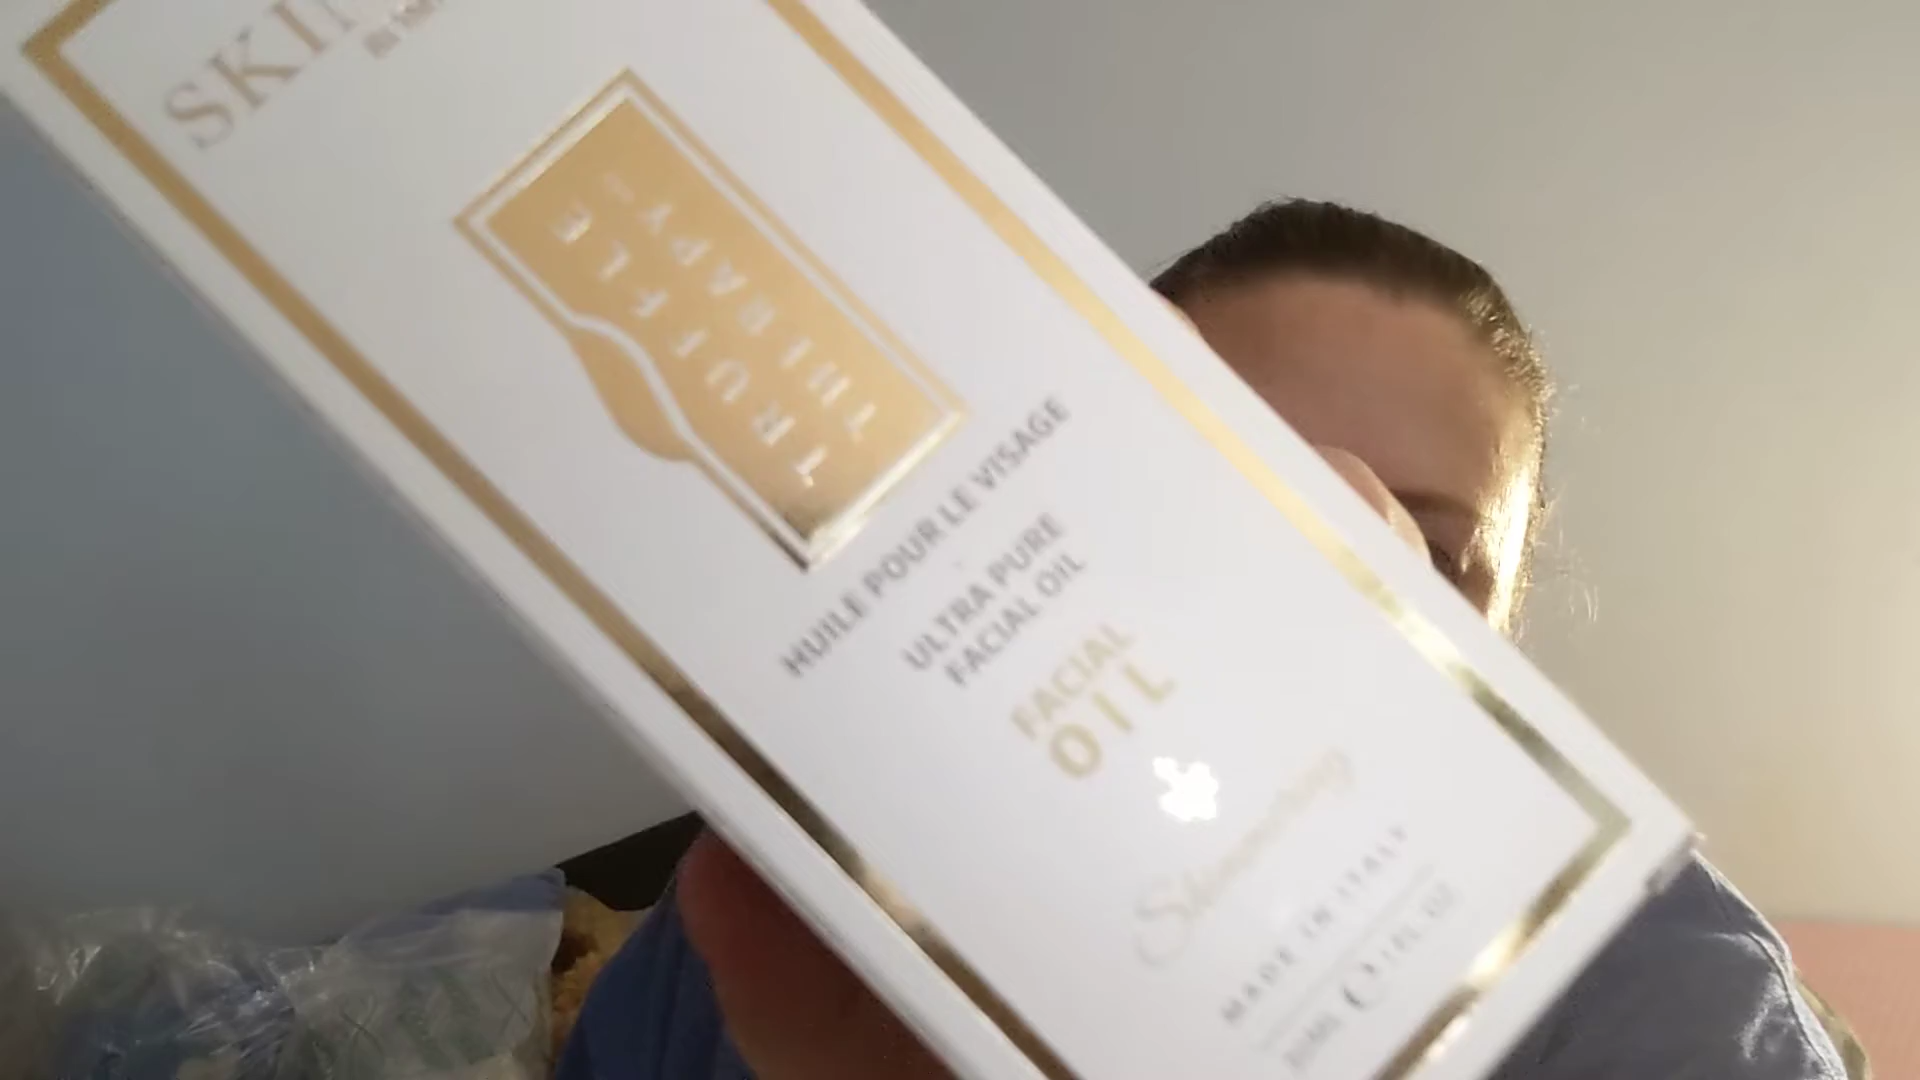 TRUFFLE
THERAPY
HUILE POUR LE VISAGE
ULTRA PURE
FACIAL OIL
FACIAL
OIL
MADE IN ITALY